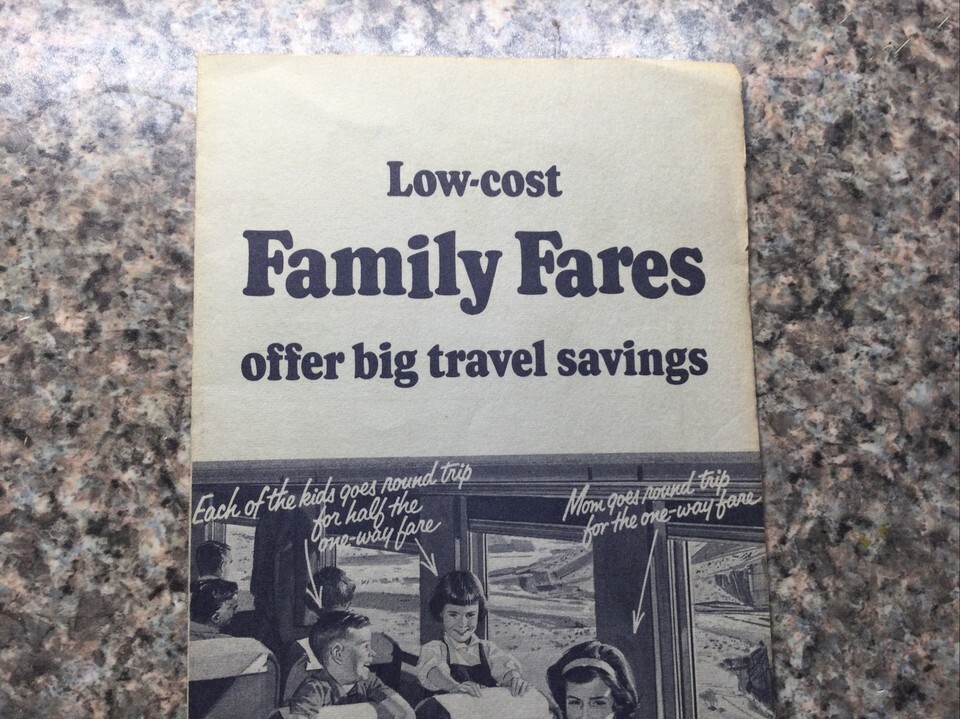 Low-cost
Family Fares
offer big travel savings
Each of the kids goes round trip
for half the
one-way fare
Mom goes round trip
for the one-way fare